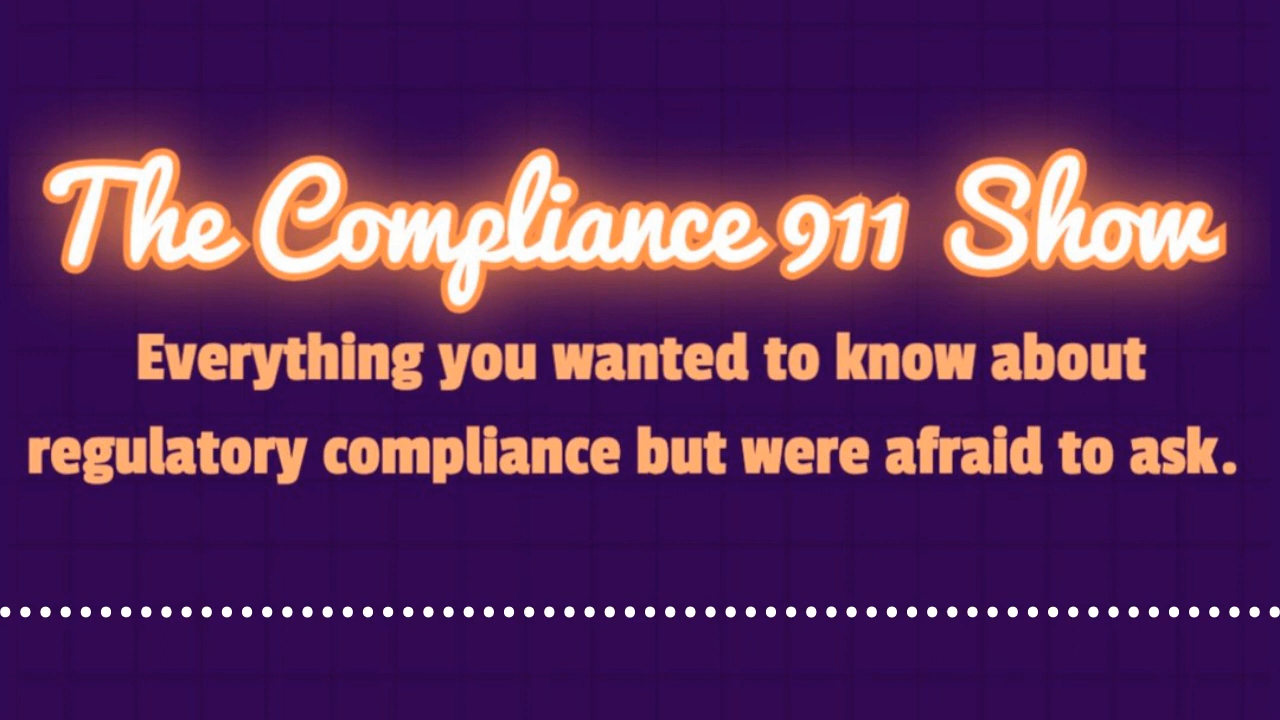 The Compliance 911 Show
Everything you wanted to know about
regulatory compliance but were afraid to ask.